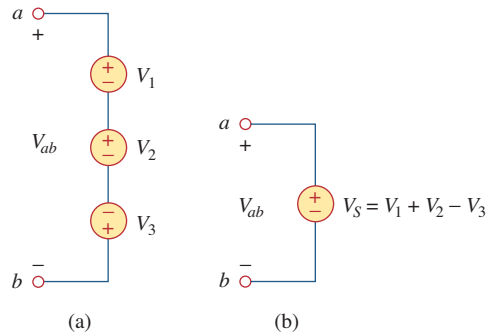 a
+
+
−
V1
Vab
+
−
V2
−
+
V3
−
b
(a)
a
+
Vab
+
−
VS = V1 + V2 − V3
−
b
(b)